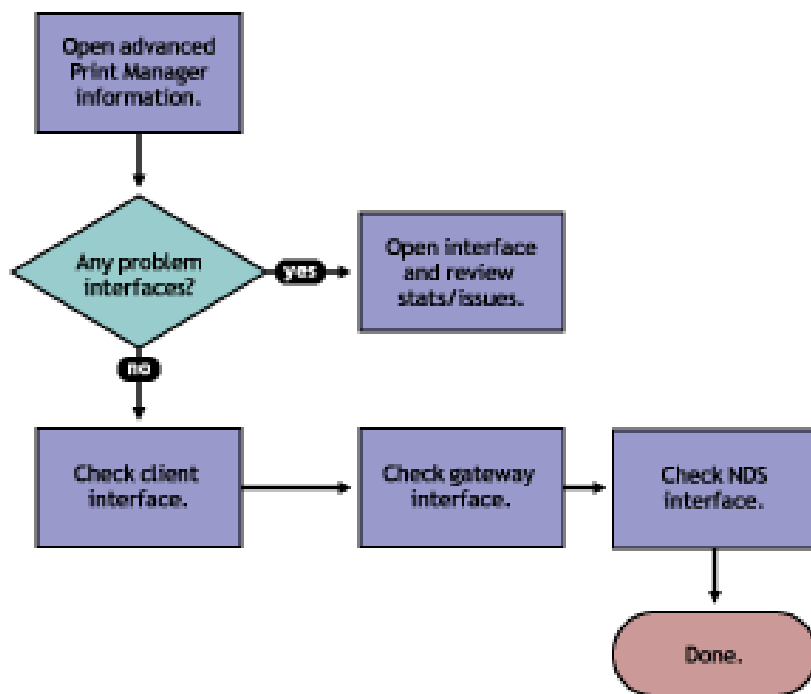 Open advanced
Print Manager
information.
Any problem
interfaces?
yes
Open interface
and review
stats/issues.
no
Check client
interface.
Check gateway
interface.
Check NDS
interface.
Done.